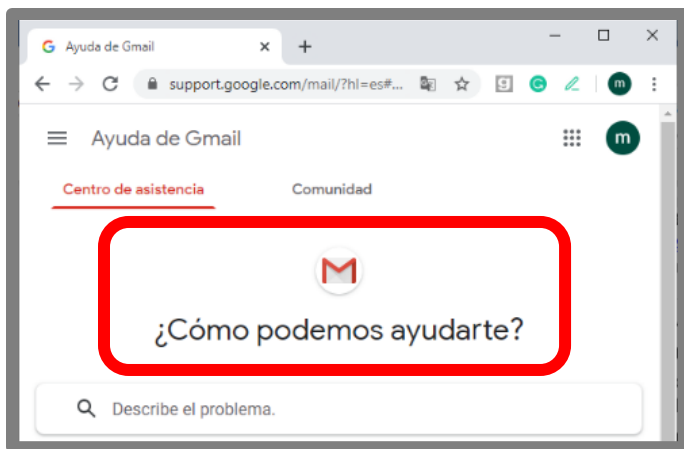 Ayuda de Gmail
support.google.com/mail/?hl=es#...
m
Ayuda de Gmail
m
Centro de asistencia
Comunidad
¿Cómo podemos ayudarte?
Describe el problema.